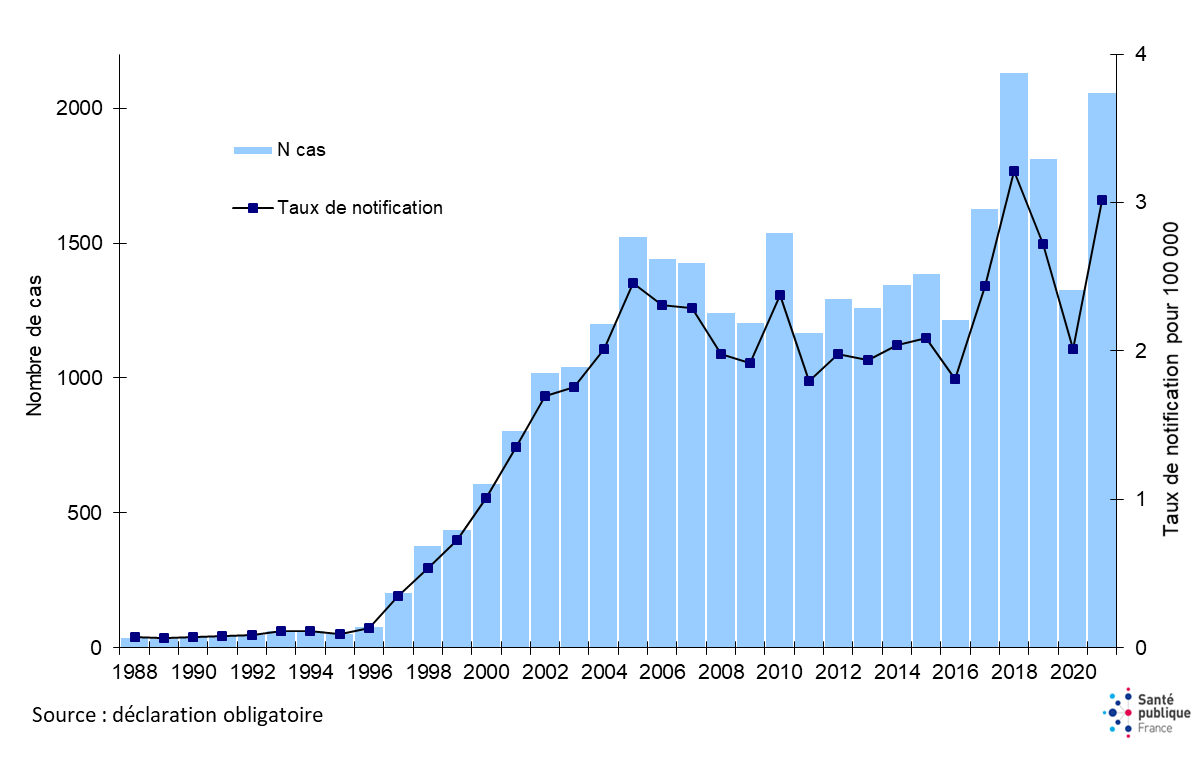 4
2000
N cas
Taux de notification
3
1500
Nombre de cas
Taux de notification pour 100 000
2
1000
1
500
0
0
1988 1990 1992 1994 1996 1998 2000 2002 2004 2006 2008 2010 2012 2014 2016 2018 2020
Source : déclaration obligatoire
Santé
publique
France